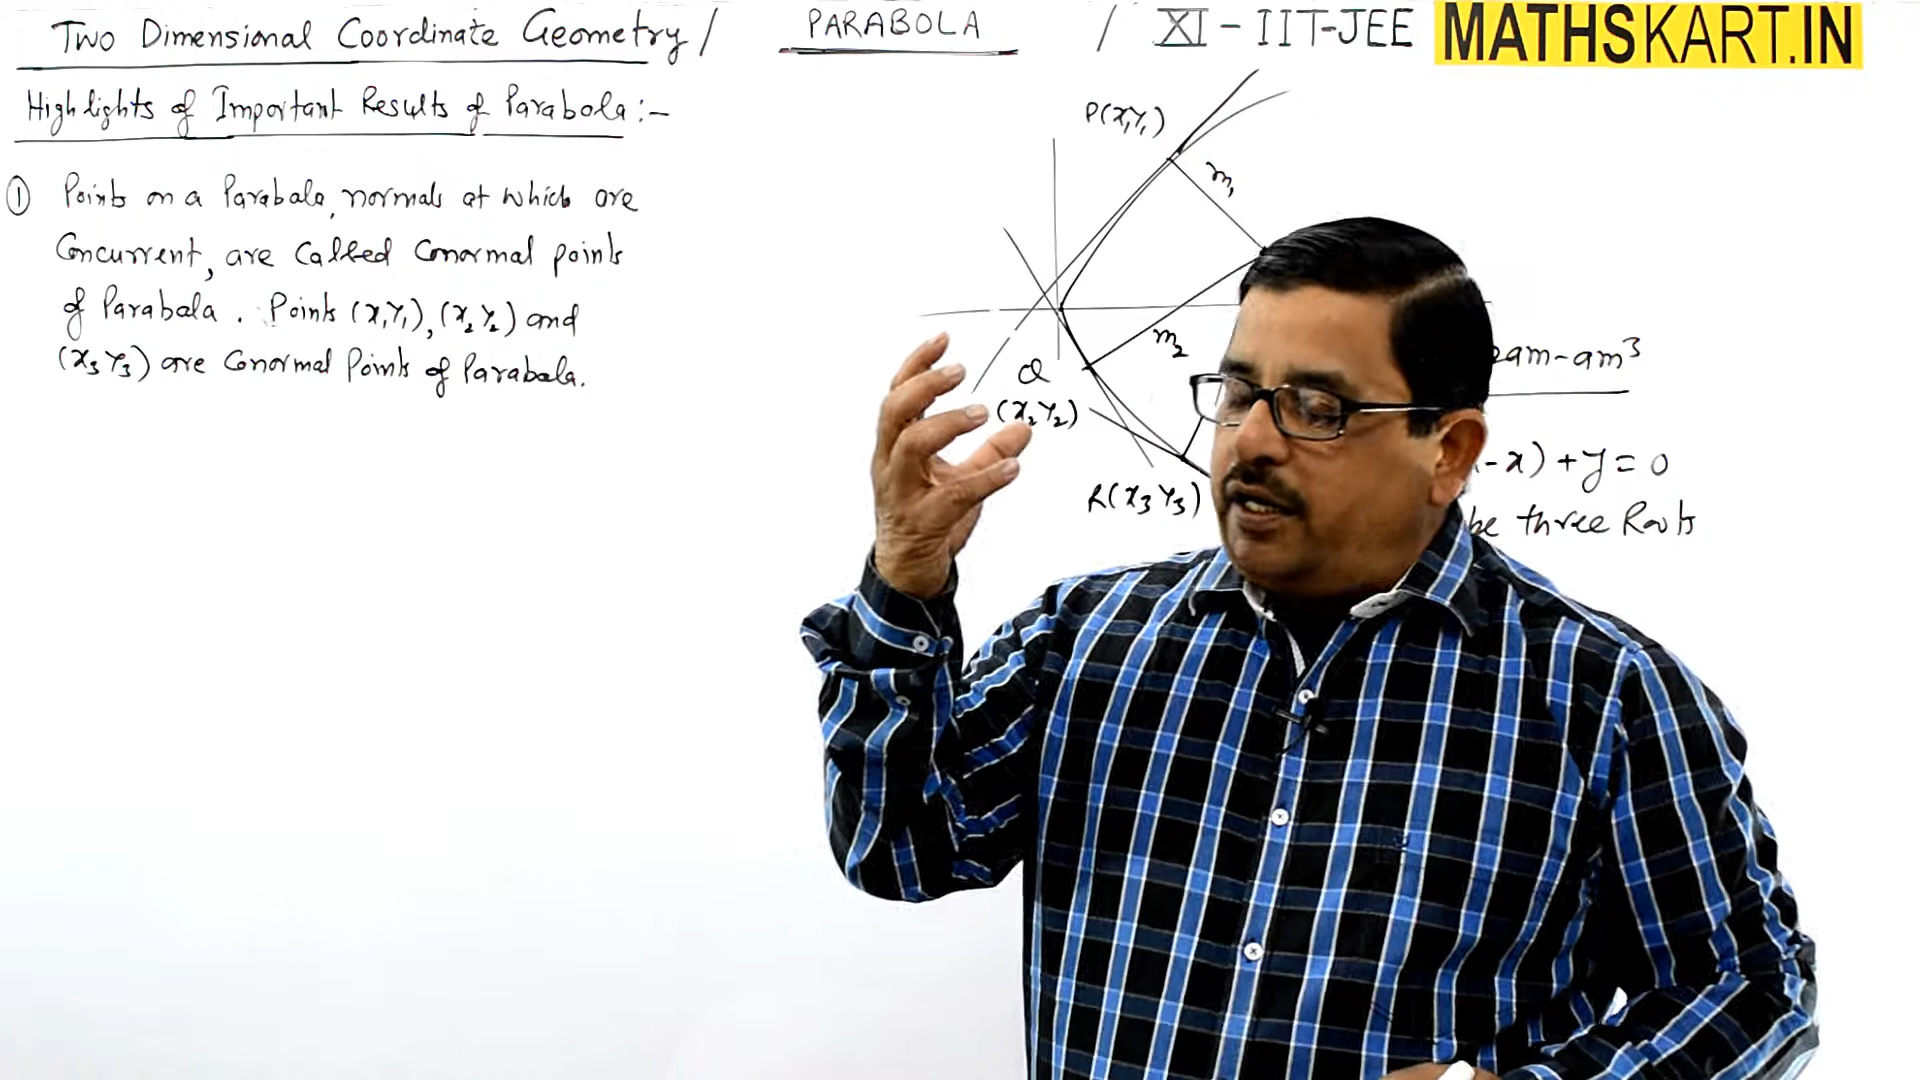 Two Dimensional Coordinate Geometry / PARABOLA / XI - IIT-JEE MATHSKART.IN
Highlights of Important Results of Parabola :-
① Points on a Parabola, normals at which are
Concurrent, are Called Conormal points
of Parabola. Points (x₁y₁), (x₂y₂) and
(x₃y₃) are Conormal Points of Parabola.
P(x₁y₁)
m₁
m₂
Q
(x₂y₂)
R(x₃y₃)
2am-am³
-x)+y=0
be three Roots